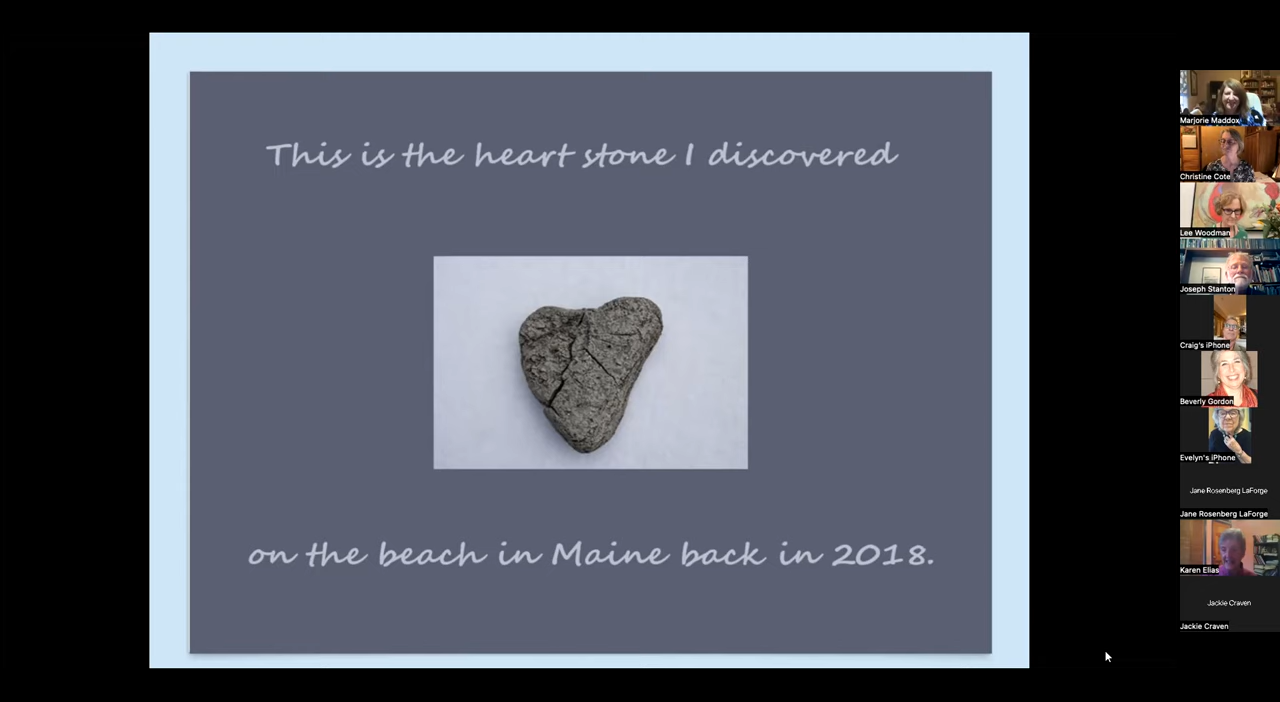 This is the heart stone I discovered
on the beach in Maine back in 2018.
Marjorie Maddox
Christine Cote
Lee Woodman
Joseph Stanton
Craig's iPhone
Beverly Gordon
Evelyn's iPhone
Jane Rosenberg LaForge
Jane Rosenberg LaForge
Karen Elias
Jackie Craven
Jackie Craven